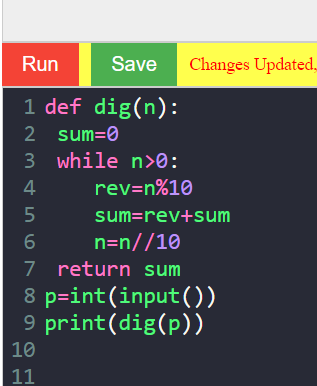 Run Save Changes Updated,
1 def dig(n):
2  sum=0
3  while n>0:
4     rev=n%10
5     sum=rev+sum
6     n=n//10
7  return sum
8 p=int(input())
9 print(dig(p))
10
11